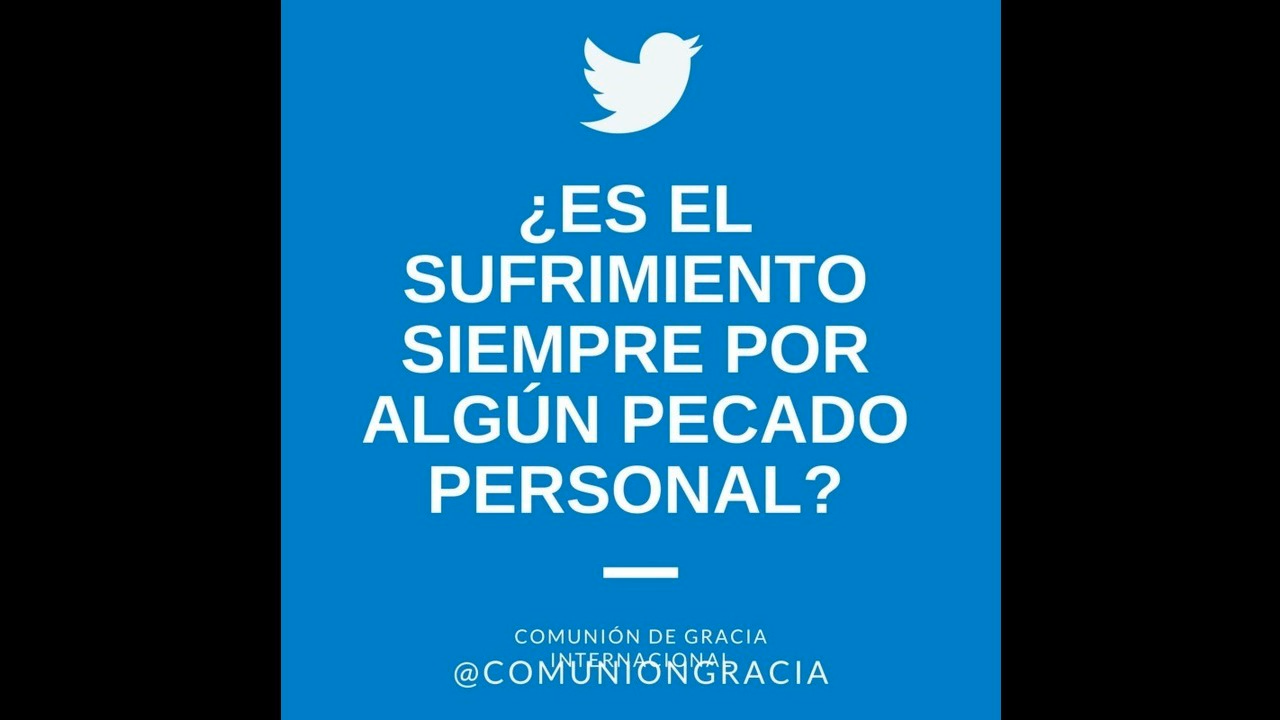 ¿ES EL
SUFRIMIENTO
SIEMPRE POR
ALGÚN PECADO
PERSONAL?
COMUNIÓN DE GRACIA
INTERNACIONAL
@COMUNIONGRACIA